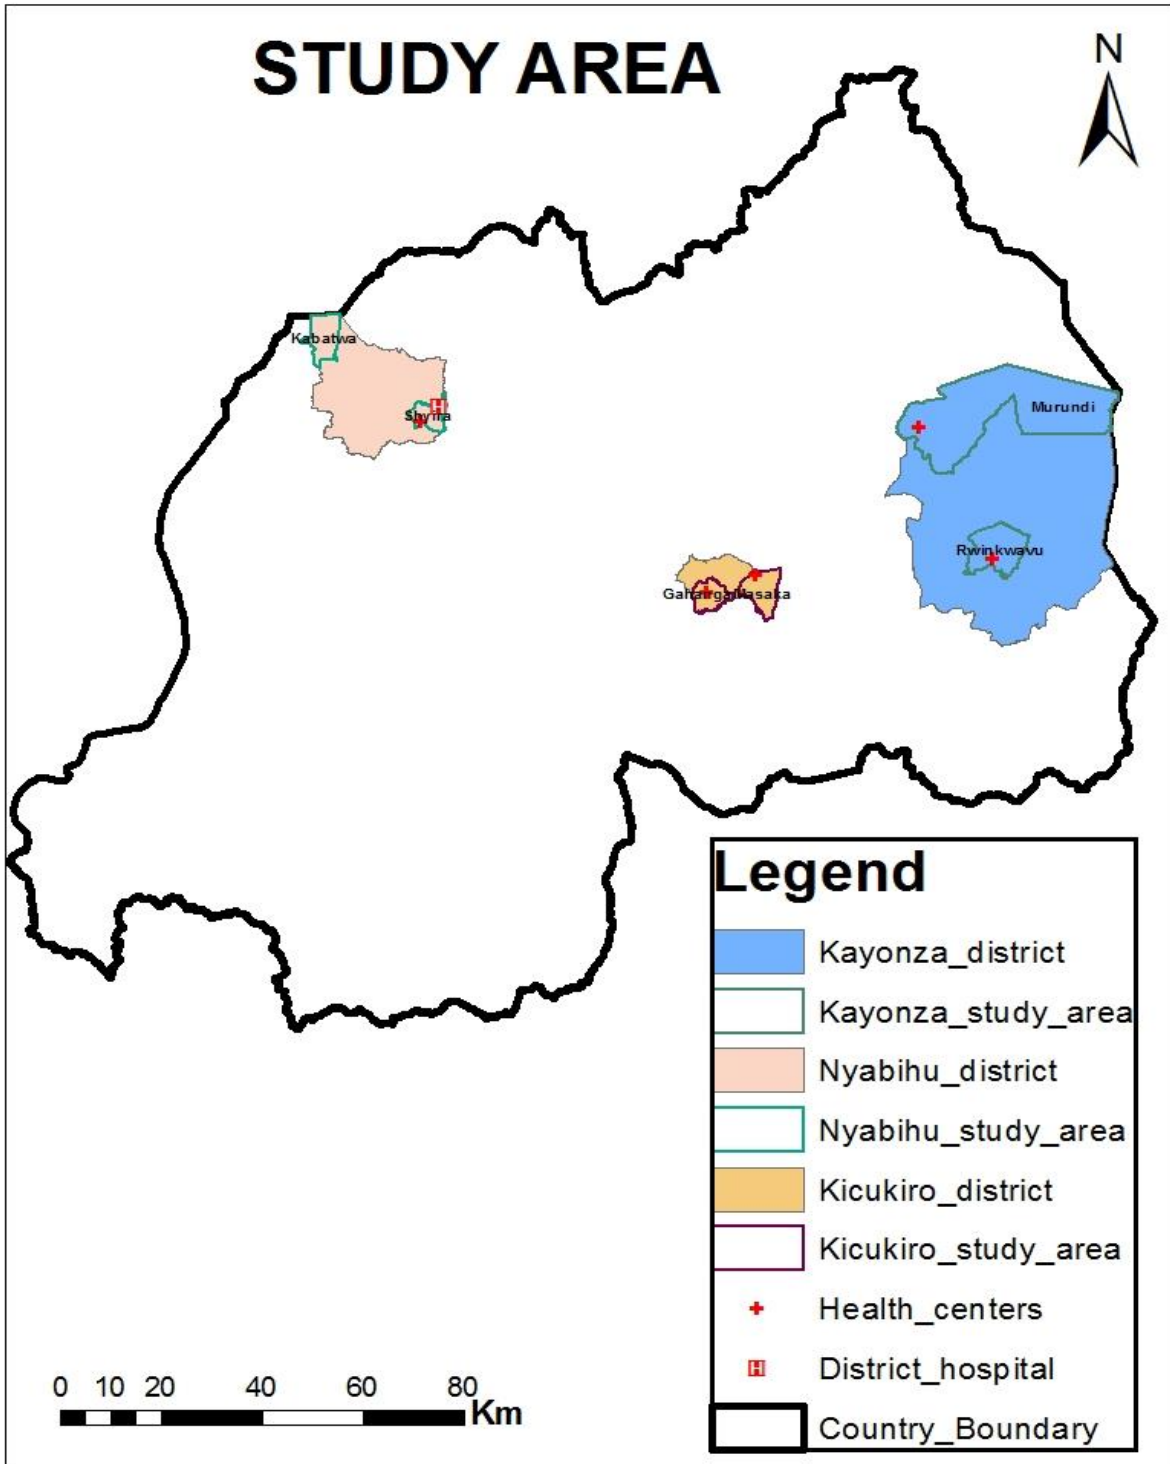 STUDY AREA
N
Kabatwa
Shyira
Murundi
Rwinkwavu
Gahanga
Masaka
Legend
Kayonza_district
Kayonza_study_area
Nyabihu_district
Nyabihu_study_area
Kicukiro_district
Kicukiro_study_area
Health_centers
H District_hospital
Country_Boundary
0 10 20 40 60 80
Km